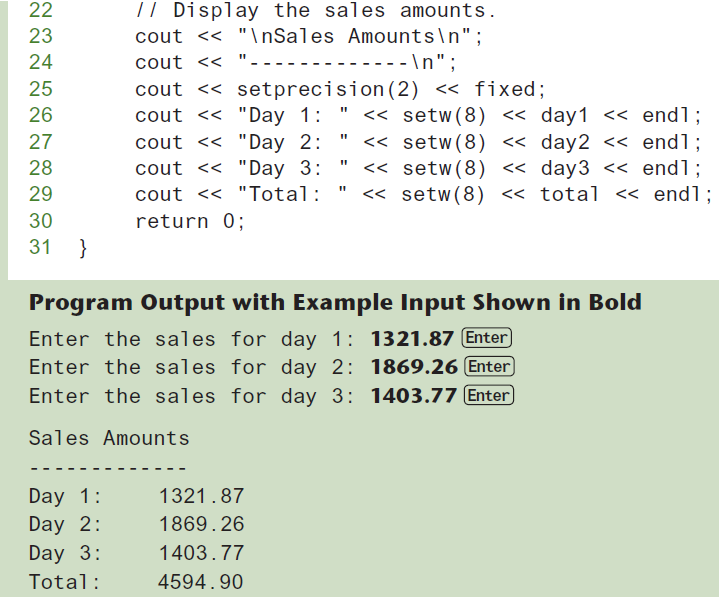 22 // Display the sales amounts.
23 cout << "\nSales Amounts\n";
24 cout << "-------------\n";
25 cout << setprecision(2) << fixed;
26 cout << "Day 1: " << setw(8) << day1 << endl;
27 cout << "Day 2: " << setw(8) << day2 << endl;
28 cout << "Day 3: " << setw(8) << day3 << endl;
29 cout << "Total: " << setw(8) << total << endl;
30 return 0;
31 }
Program Output with Example Input Shown in Bold
Enter the sales for day 1: 1321.87 Enter
Enter the sales for day 2: 1869.26 Enter
Enter the sales for day 3: 1403.77 Enter
Sales Amounts
-------------
Day 1: 1321.87
Day 2: 1869.26
Day 3: 1403.77
Total: 4594.90